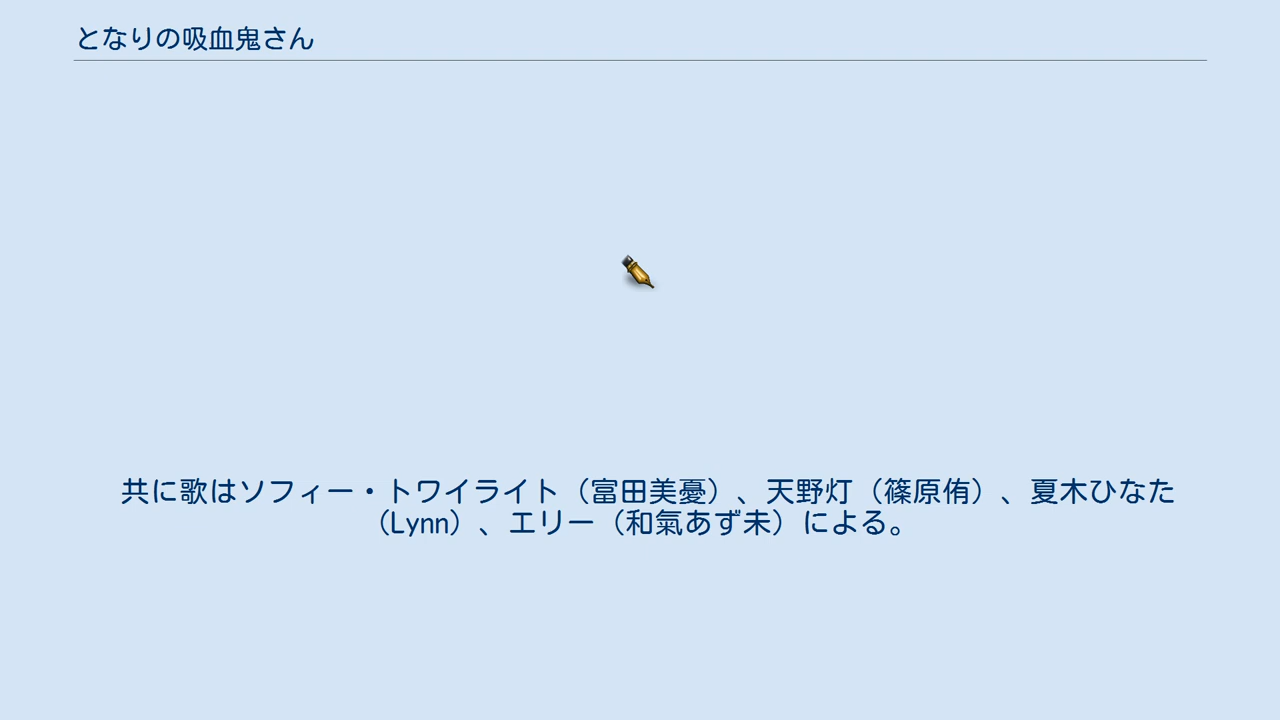 となりの吸血鬼さん
共に歌はソフィー・トワイライト（富田美憂）、天野灯（篠原侑）、夏木ひなた
（Lynn）、エリー（和氣あず未）による。